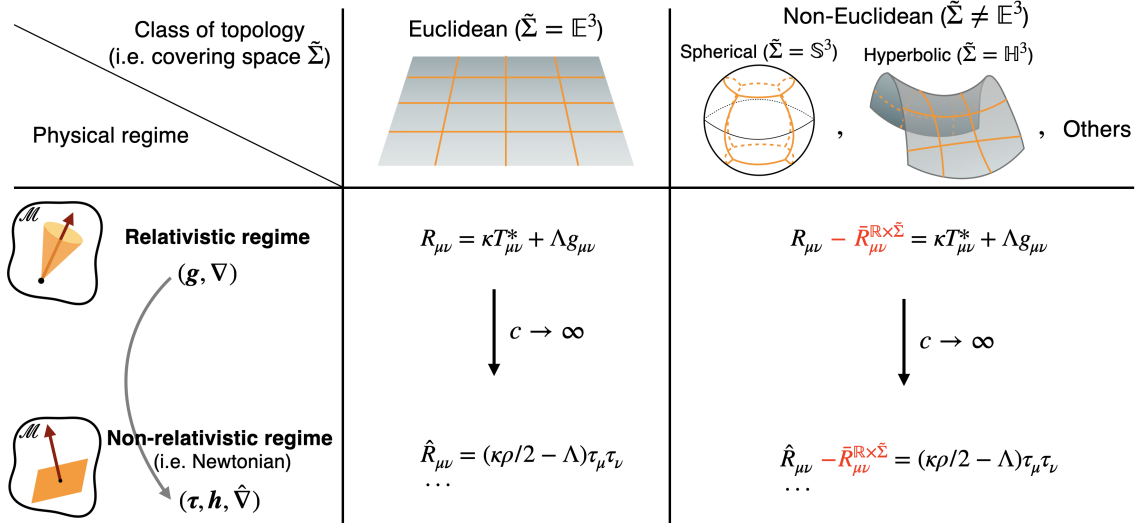 Class of topology
(i.e. covering space Σ̃)
Physical regime
Euclidean (Σ̃ = 𝔼³)
Non-Euclidean (Σ̃ ≠ 𝔼³)
Spherical (Σ̃ = 𝕊³)
Hyperbolic (Σ̃ = ℍ³)
, , Others
ℳ
Relativistic regime
(g, ∇)
R_μν = κT*_μν + Λg_μν
R_μν − R̄_μν^{ℝ×Σ̃} = κT*_μν + Λg_μν
c → ∞
c → ∞
ℳ
Non-relativistic regime
(i.e. Newtonian)
(τ, h, ∇̂)
R̂_μν = (κρ/2 − Λ)τ_μτ_ν
...
R̂_μν −R̄_μν^{ℝ×Σ̃} = (κρ/2 − Λ)τ_μτ_ν
...